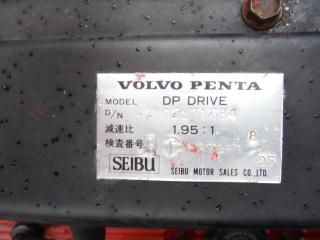 VOLVO PENTA
MODEL DP DRIVE
D/N
減速比 1.95:1
検査番号
SEIBU SEIBU MOTOR SALES CO., LTD.